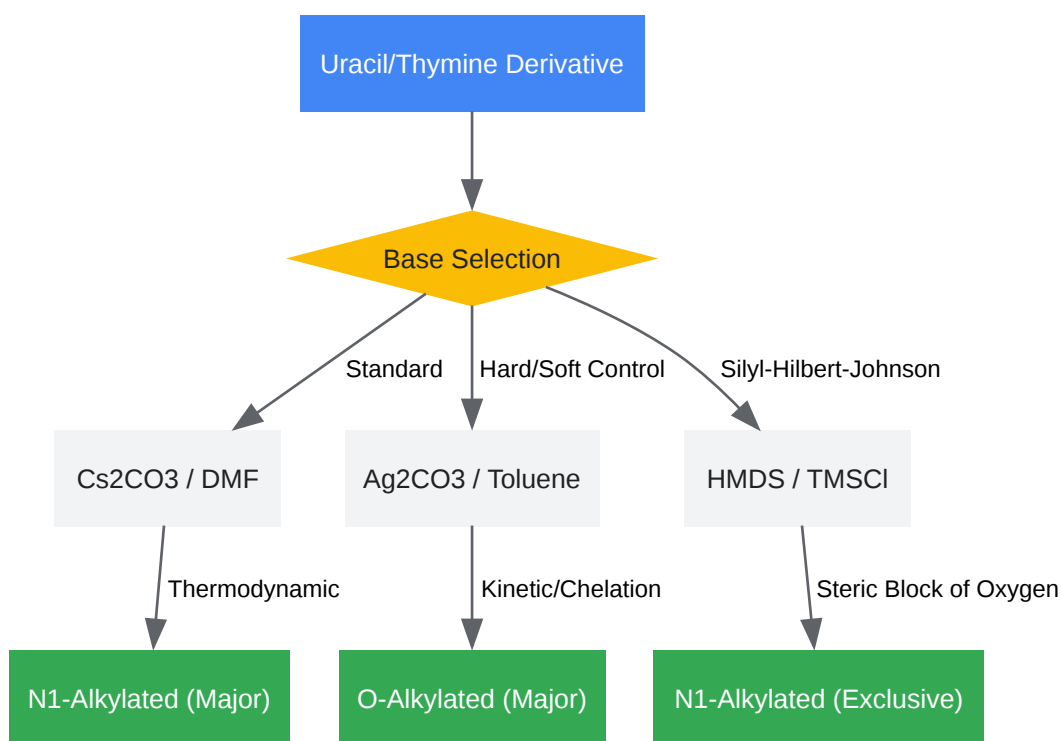 Uracil/Thymine Derivative
Base Selection
Standard
Hard/Soft Control
Silyl-Hilbert-Johnson
Cs2CO3 / DMF
Ag2CO3 / Toluene
HMDS / TMSCl
Thermodynamic
Kinetic/Chelation
Steric Block of Oxygen
N1-Alkylated (Major)
O-Alkylated (Major)
N1-Alkylated (Exclusive)